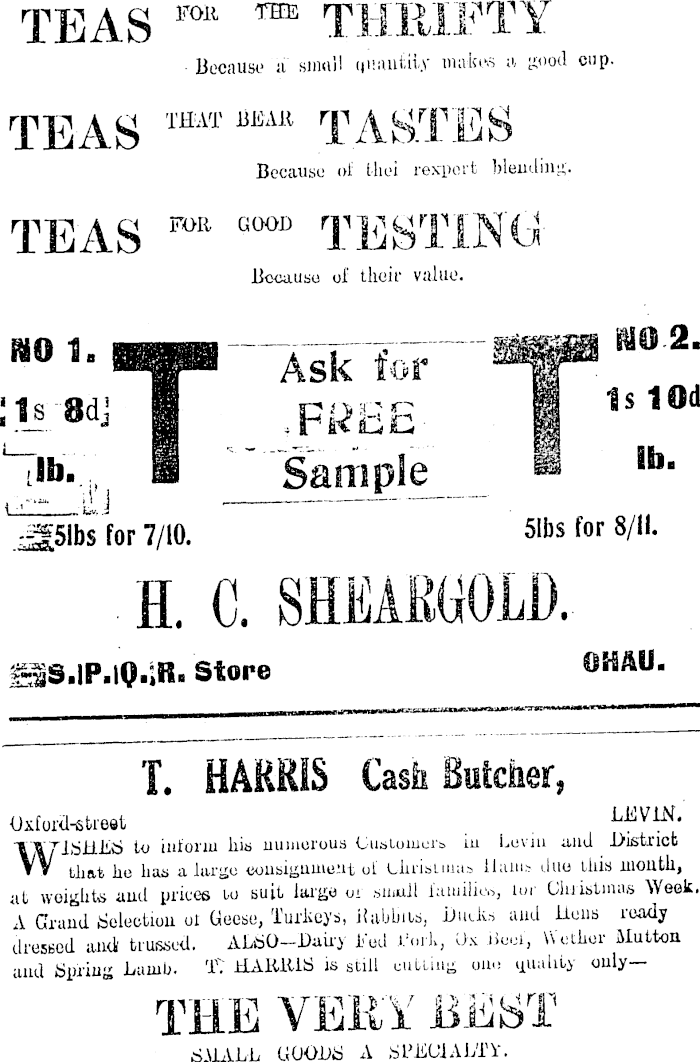 TEAS FOR THE THRIFTY
Because a small quantity makes a good cup.
TEAS THAT BEAR TASTES
Because of thei rexpert blending.
TEAS FOR GOOD TESTING
Because of their value.
NO 1. T Ask for T NO 2.
1s 8d FREE 1s 10d
lb. Sample lb.
5lbs for 7/10. 5lbs for 8/11.
H. C. SHEARGOLD.
S.P.Q.R. Store OHAU.
T. HARRIS Cash Butcher,
Oxford-street LEVIN.
WISHES to inform his numerous Customers in Levin and District
that he has a large consignment of Christmas Hams due this month,
at weights and prices to suit large or small families, for Christmas Week.
A Grand Selection of Geese, Turkeys, Rabbits, Ducks and Hens ready
dressed and trussed. ALSO—Dairy Fed Pork, Ox Beef, Wether Mutton
and Spring Lamb. T. HARRIS is still cutting one quality only—
THE VERY BEST
SMALL GOODS A SPECIALTY.